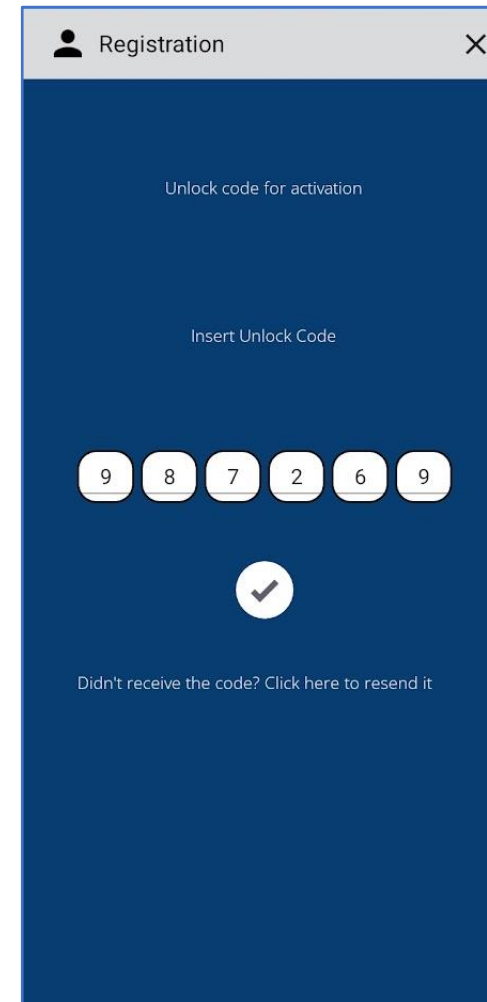 Registration
Unlock code for activation
Insert Unlock Code
9 8 7 2 6 9
Didn't receive the code? Click here to resend it